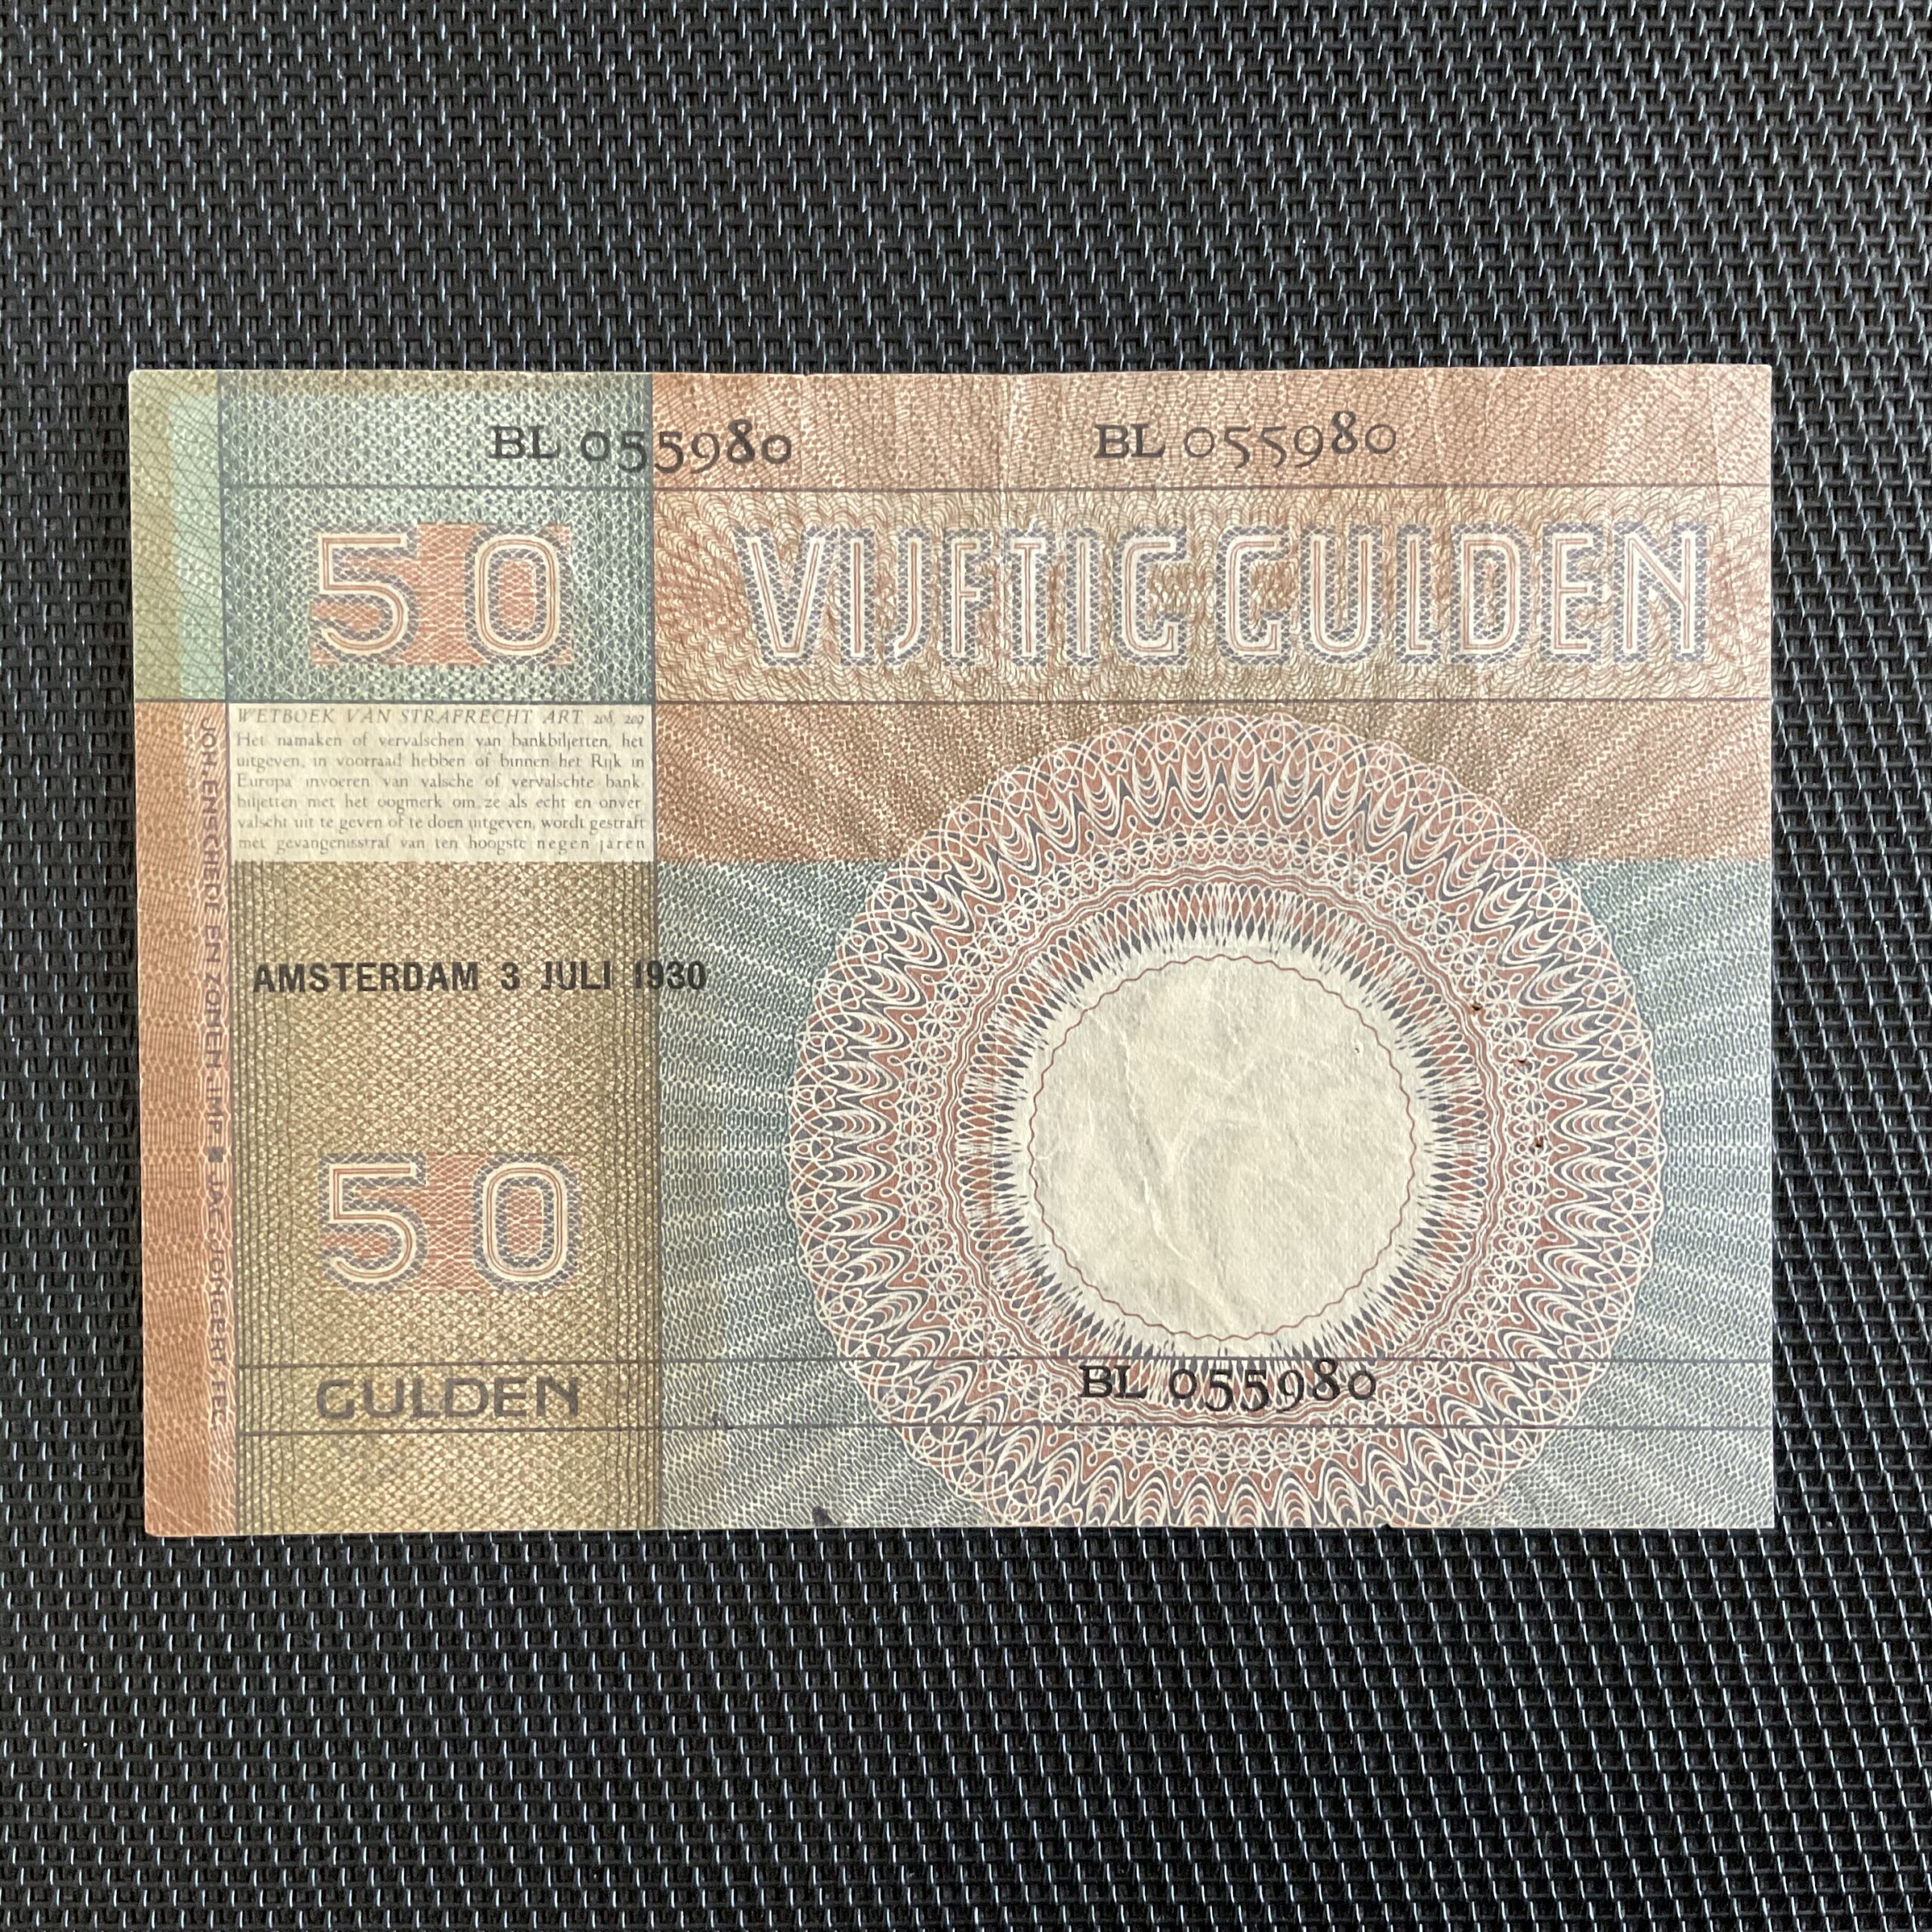 BL 055980
BL 055980
50
VIJFTIG GULDEN
WETBOEK VAN STRAFRECHT ART. 208, 209
Het namaken of vervalschen van bankbiljetten, het
uitgeven, in voorraad hebben of binnen het Rijk in
Europa invoeren van valsche of vervalschte bank
biljetten met het oogmerk om ze als echt en onver
valscht uit te geven of te doen uitgeven, wordt gestraft
met gevangenisstraf van ten hoogste negen jaren
JOH. ENSCHEDÉ EN ZONEN IMP. JAC. JONGERT FEC.
AMSTERDAM 3 JULI 1930
50
GULDEN
BL 055980